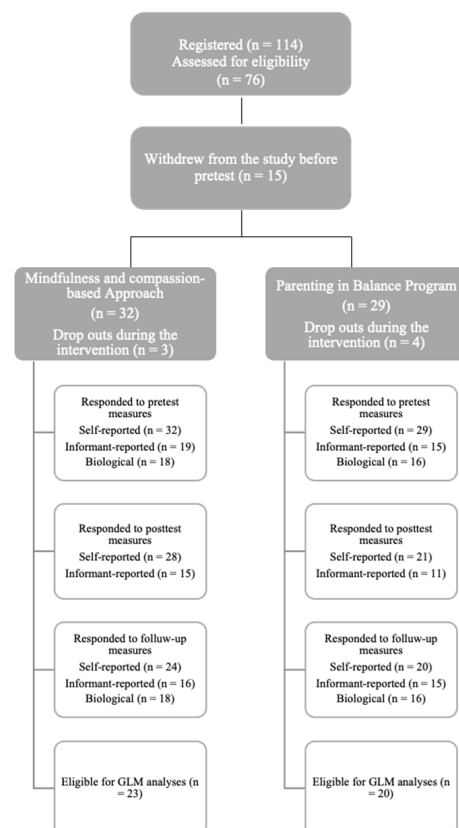 Registered (n = 114)
Assessed for eligibility
(n = 76)
Withdrew from the study before
pretest (n = 15)
Mindfulness and compassion-
based Approach
(n = 32)
Drop outs during the
intervention (n = 3)
Parenting in Balance Program
(n = 29)
Drop outs during the
intervention (n = 4)
Responded to pretest
measures
Self-reported (n = 32)
Informant-reported (n = 19)
Biological (n = 18)
Responded to pretest
measures
Self-reported (n = 29)
Informant-reported (n = 15)
Biological (n = 16)
Responded to posttest
measures
Self-reported (n = 28)
Informant-reported (n = 15)
Responded to posttest
measures
Self-reported (n = 21)
Informant-reported (n = 11)
Responded to folluw-up
measures
Self-reported (n = 24)
Informant-reported (n = 16)
Biological (n = 18)
Responded to folluw-up
measures
Self-reported (n = 20)
Informant-reported (n = 15)
Biological (n = 16)
Eligible for GLM analyses (n
= 23)
Eligible for GLM analyses (n
= 20)